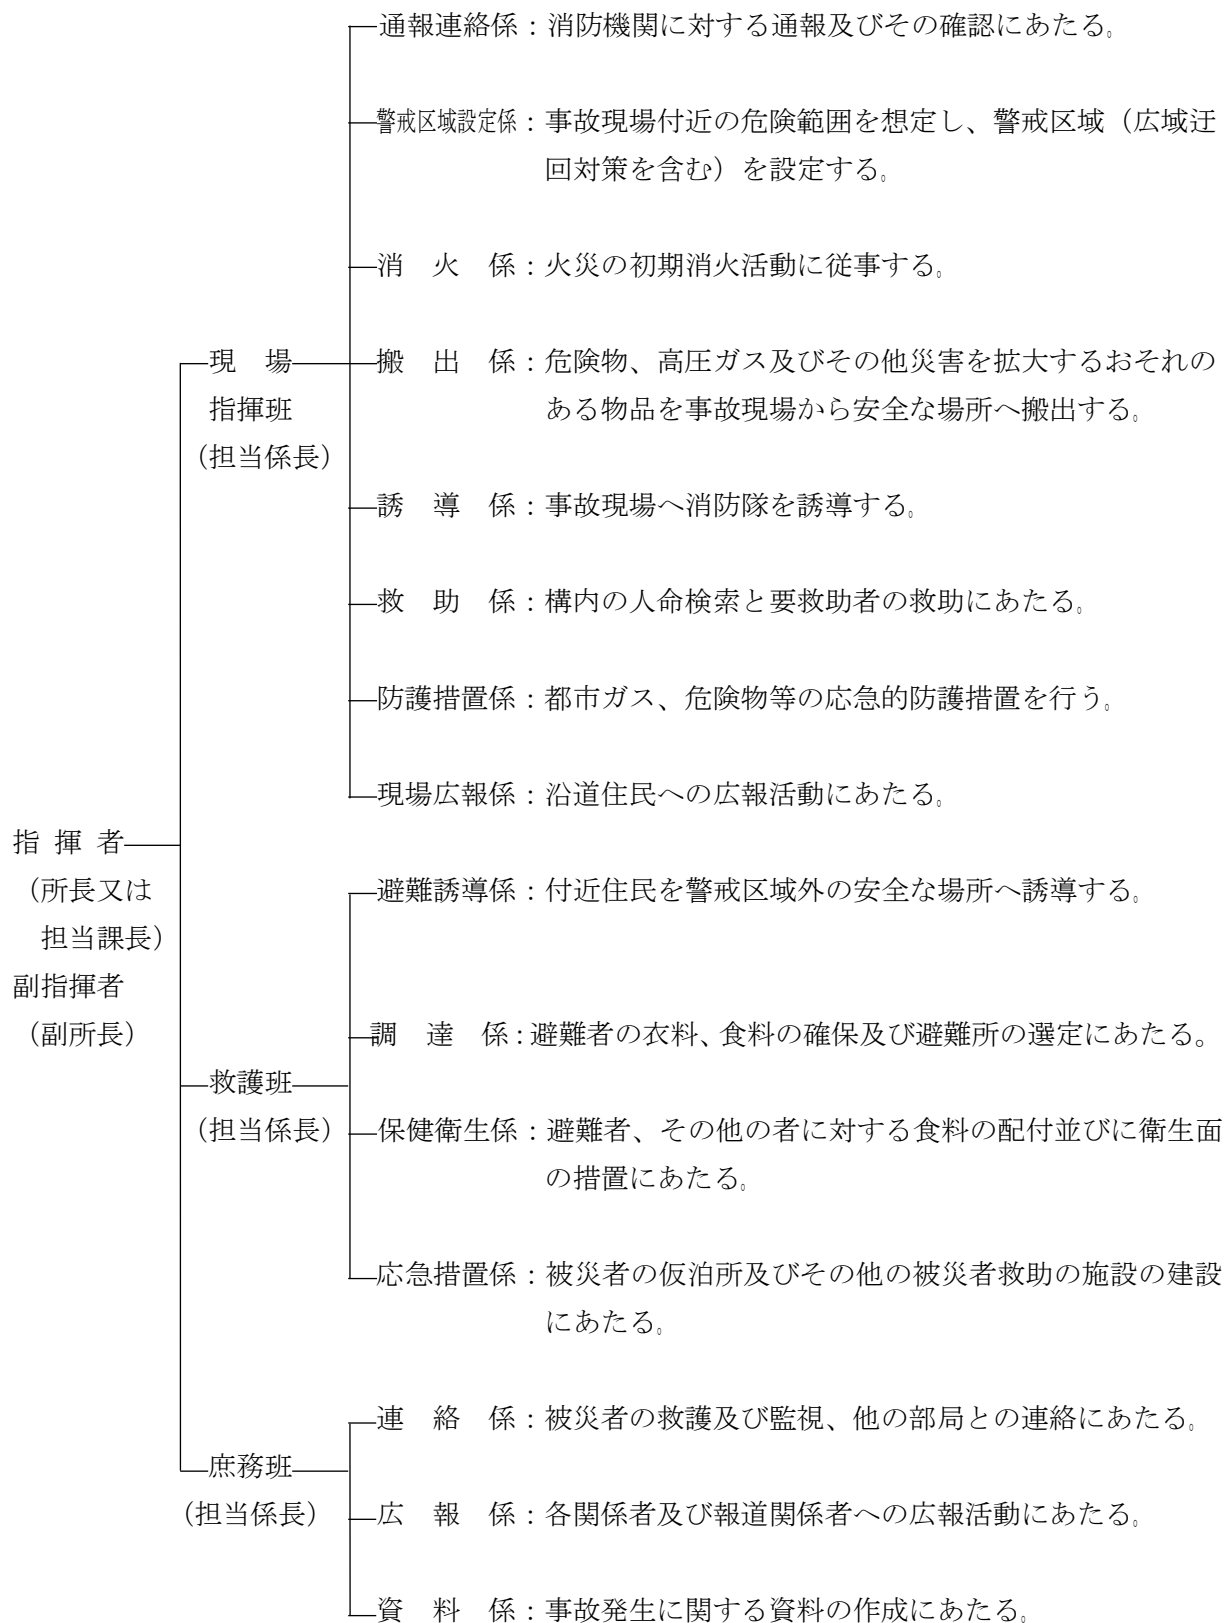 通報連絡係：消防機関に対する通報及びその確認にあたる。
警戒区域設定係：事故現場付近の危険範囲を想定し、警戒区域（広域迂
回対策を含む）を設定する。
消　火　係：火災の初期消火活動に従事する。
現　場
指揮班
（担当係長）
搬　出　係：危険物、高圧ガス及びその他災害を拡大するおそれの
ある物品を事故現場から安全な場所へ搬出する。
誘　導　係：事故現場へ消防隊を誘導する。
救　助　係：構内の人命検索と要救助者の救助にあたる。
防護措置係：都市ガス、危険物等の応急的防護措置を行う。
現場広報係：沿道住民への広報活動にあたる。
指 揮 者
（所長又は
担当課長）
副指揮者
（副所長）
避難誘導係：付近住民を警戒区域外の安全な場所へ誘導する。
調　達　係：避難者の衣料、食料の確保及び避難所の選定にあたる。
救護班
（担当係長）
保健衛生係：避難者、その他の者に対する食料の配付並びに衛生面
の措置にあたる。
応急措置係：被災者の仮泊所及びその他の被災者救助の施設の建設
にあたる。
連　絡　係：被災者の救護及び監視、他の部局との連絡にあたる。
庶務班
（担当係長）
広　報　係：各関係者及び報道関係者への広報活動にあたる。
資　料　係：事故発生に関する資料の作成にあたる。